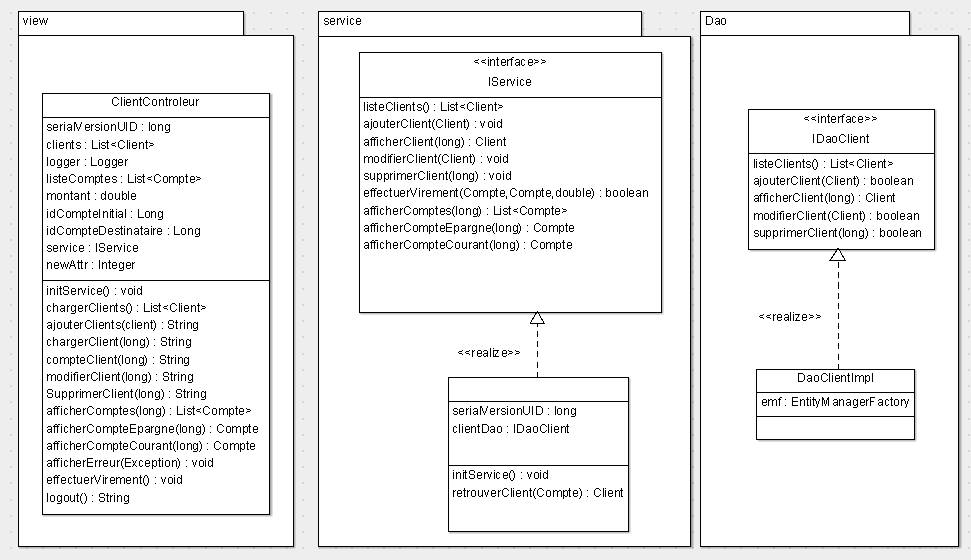 view
ClientControleur
serialVersionUID : long
clients : List<Client>
logger : Logger
listeComptes : List<Compte>
montant : double
idCompteInitial : Long
idCompteDestinataire : Long
service : IService
newAttr : Integer
initService() : void
chargerClients() : List<Client>
ajouterClients(client) : String
chargerClient(long) : String
compteClient(long) : String
modifierClient(long) : String
SupprimerClient(long) : String
afficherComptes(long) : List<Compte>
afficherCompteEpargne(long) : Compte
afficherCompteCourant(long) : Compte
afficherErreur(Exception) : void
effectuerVirement() : void
logout() : String
service
<<interface>>
IService
listeClients() : List<Client>
ajouterClient(Client) : void
afficherClient(long) : Client
modifierClient(Client) : void
supprimerClient(long) : void
effectuerVirement(Compte,Compte,double) : boolean
afficherComptes(long) : List<Compte>
afficherCompteEpargne(long) : Compte
afficherCompteCourant(long) : Compte
<<realize>>
serialVersionUID : long
clientDao : IDaoClient
initService() : void
retrouverClient(Compte) : Client
Dao
<<interface>>
IDaoClient
listeClients() : List<Client>
ajouterClient(Client) : boolean
afficherClient(long) : Client
modifierClient(Client) : boolean
supprimerClient(long) : boolean
<<realize>>
DaoClientImpl
emf : EntityManagerFactory